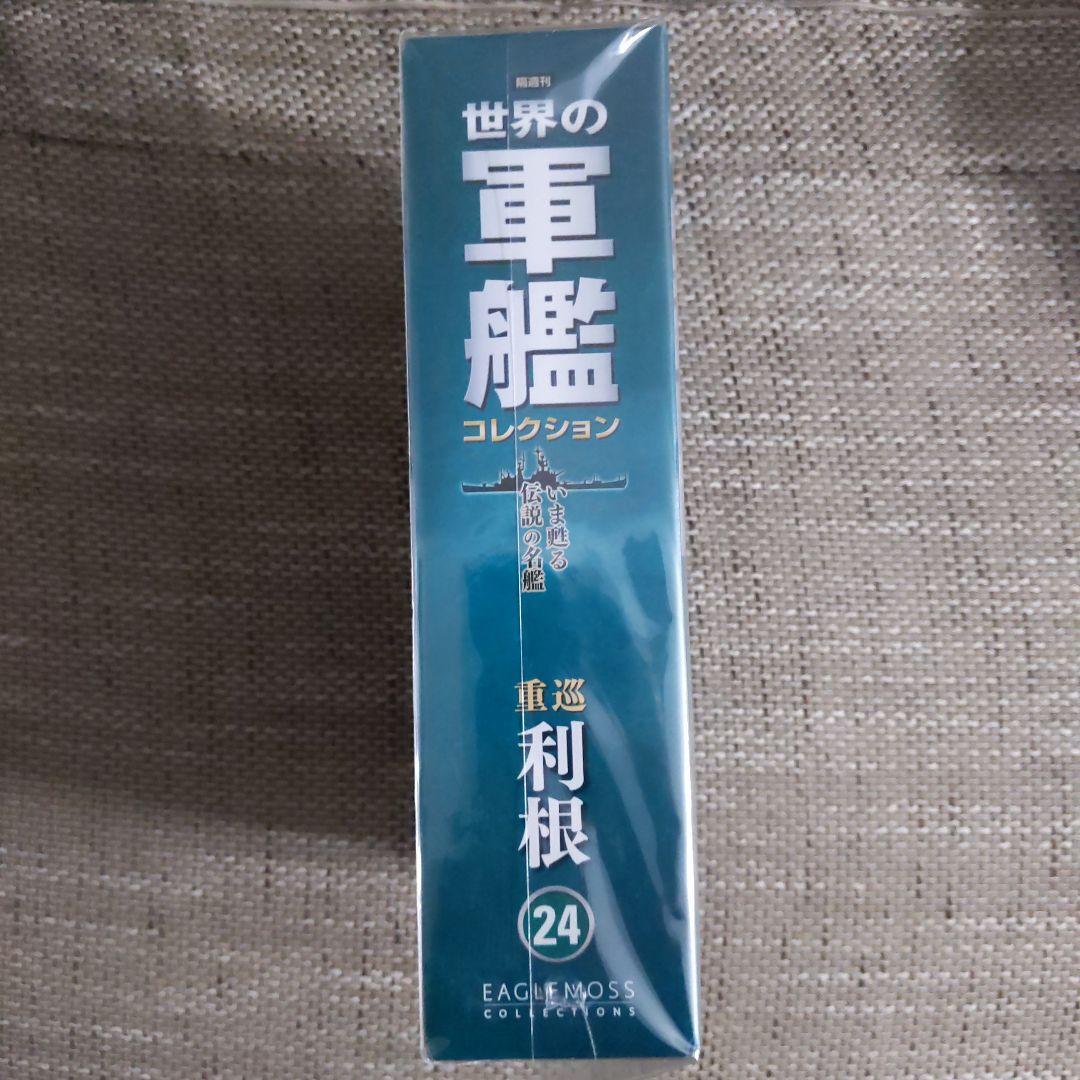 隔週刊
世界の
軍艦
コレクション
いま甦る
伝説の名艦
重巡
利根
24
EAGLEMOSS
COLLECTIONS